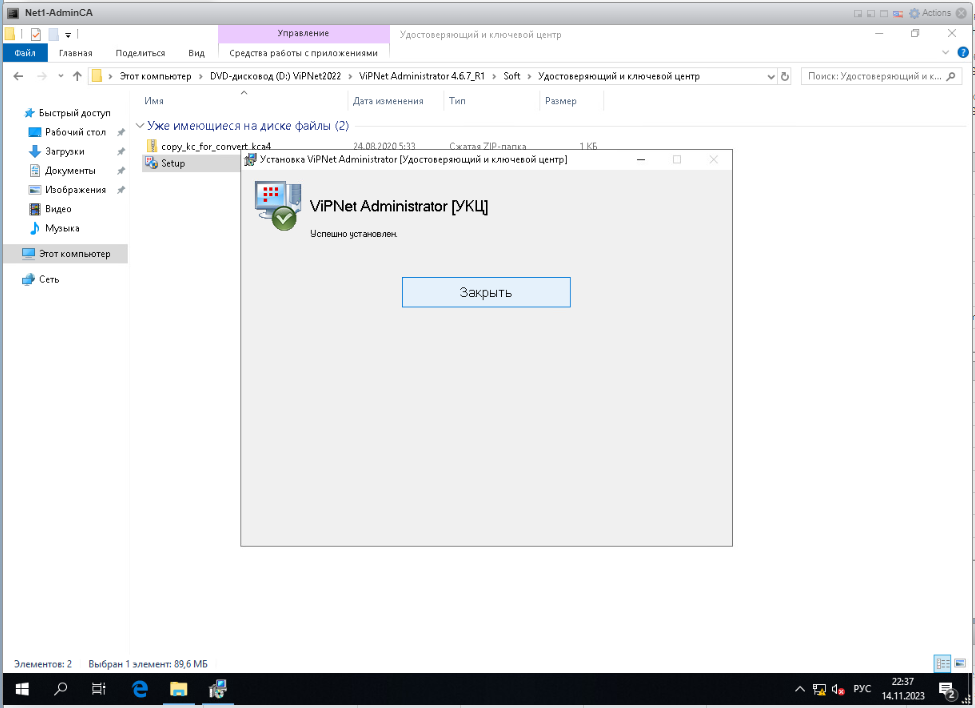 Net1-AdminCA
Actions
Управление
Удостоверяющий и ключевой центр
Файл
Главная
Поделиться
Вид
Средства работы с приложениями
Этот компьютер > DVD-дисковод (D:) ViPNet2022 > ViPNet Administrator 4.6.7_R1 > Soft > Удостоверяющий и ключевой центр
Поиск: Удостоверяющий и к...
Имя
Дата изменения
Тип
Размер
Быстрый доступ
Рабочий стол
Загрузки
Документы
Изображения
Видео
Музыка
Этот компьютер
Сеть
Уже имеющиеся на диске файлы (2)
copy_kc_for_convert.kca4
24.08.2020 5:33
Сжатая ZIP-папка
1 КБ
Setup
Установка ViPNet Administrator [Удостоверяющий и ключевой центр]
ViPNet Administrator [УКЦ]
Успешно установлен.
Закрыть
Элементов: 2
Выбран 1 элемент: 89,6 МБ
РУС
22:37
14.11.2023
2